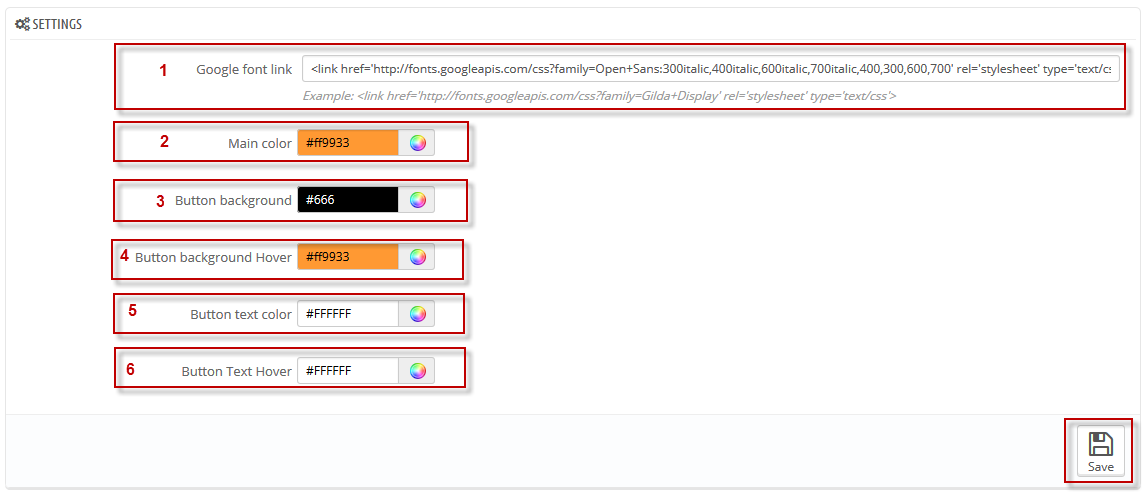 SETTINGS
1 Google font link <link href='http://fonts.googleapis.com/css?family=Open+Sans:300italic,400italic,600italic,700italic,400,300,600,700' rel='stylesheet' type='text/cs
Example: <link href='http://fonts.googleapis.com/css?family=Gilda+Display' rel='stylesheet' type='text/css'>
2 Main color #ff9933
3 Button background #666
4 Button background Hover #ff9933
5 Button text color #FFFFFF
6 Button Text Hover #FFFFFF
Save